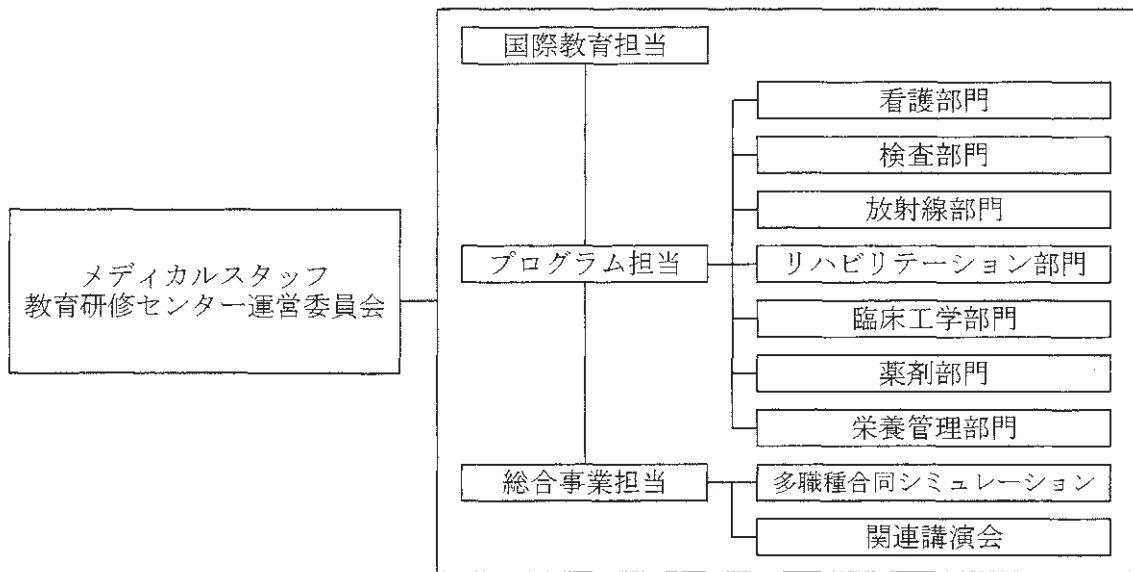 国際教育担当
看護部門
検査部門
放射線部門
メディカルスタッフ
教育研修センター運営委員会
プログラム担当
リハビリテーション部門
臨床工学部門
薬剤部門
栄養管理部門
総合事業担当
多職種合同シミュレーション
関連講演会